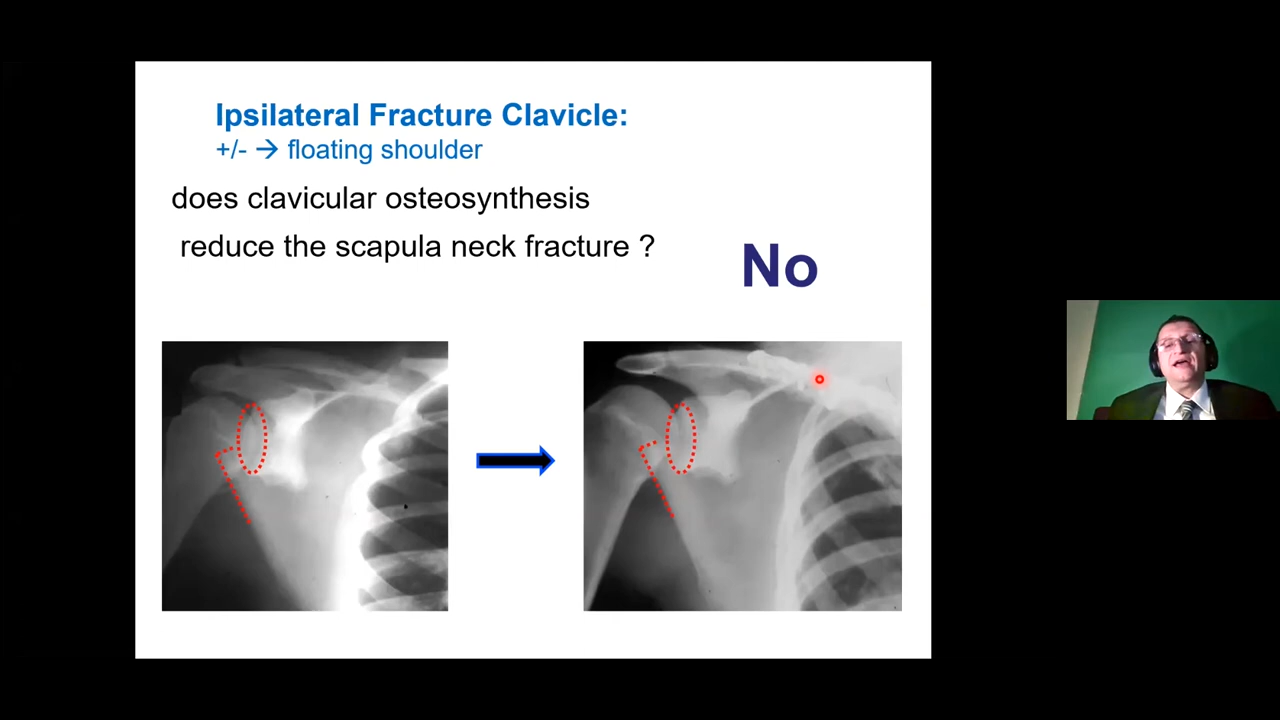 Ipsilateral Fracture Clavicle:
+/- → floating shoulder
does clavicular osteosynthesis
reduce the scapula neck fracture ?
No